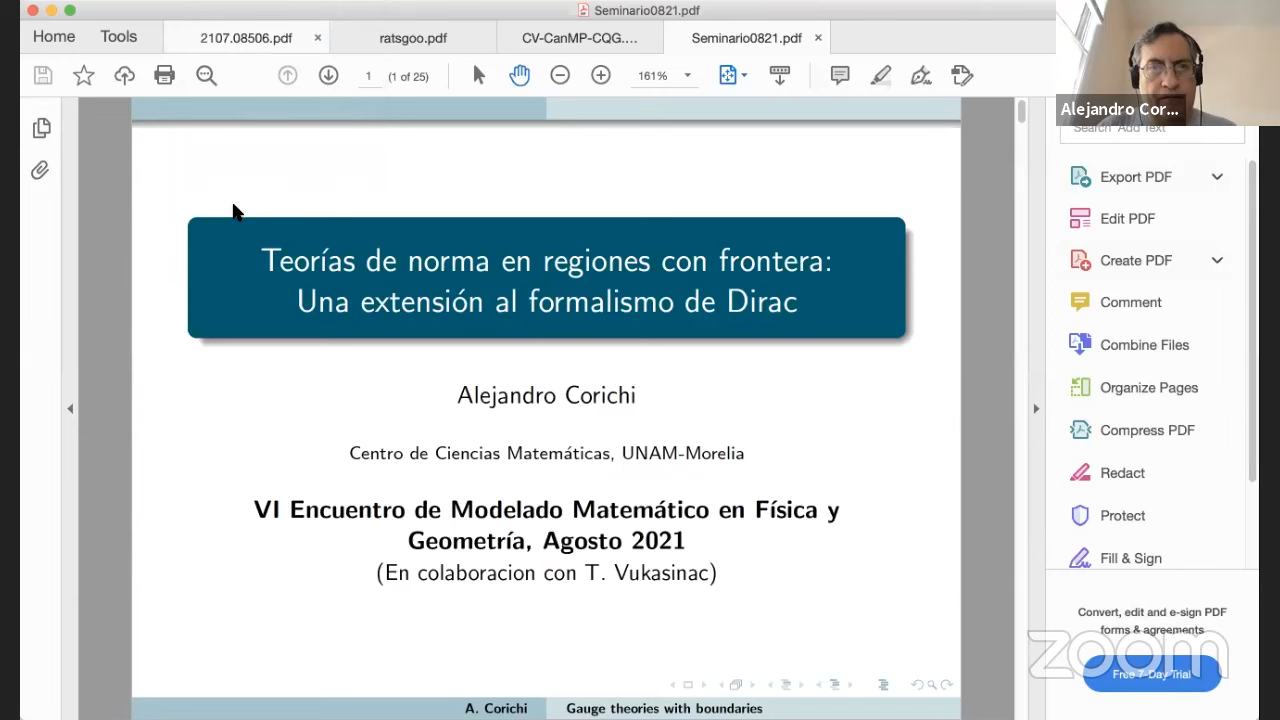 Seminario0821.pdf
Home
Tools
2107.08506.pdf
ratsgoo.pdf
CV-CanMP-CQG....
Seminario0821.pdf
1
(1 of 25)
161%
Alejandro Cor...
Search 'Add Text'
Export PDF
Edit PDF
Create PDF
Comment
Combine Files
Organize Pages
Compress PDF
Redact
Protect
Fill & Sign
Convert, edit and e-sign PDF
forms & agreements
Free 7-Day Trial
zoom
Teorías de norma en regiones con frontera:
Una extensión al formalismo de Dirac
Alejandro Corichi
Centro de Ciencias Matemáticas, UNAM-Morelia
VI Encuentro de Modelado Matemático en Física y
Geometría, Agosto 2021
(En colaboracion con T. Vukasinac)
A. Corichi
Gauge theories with boundaries